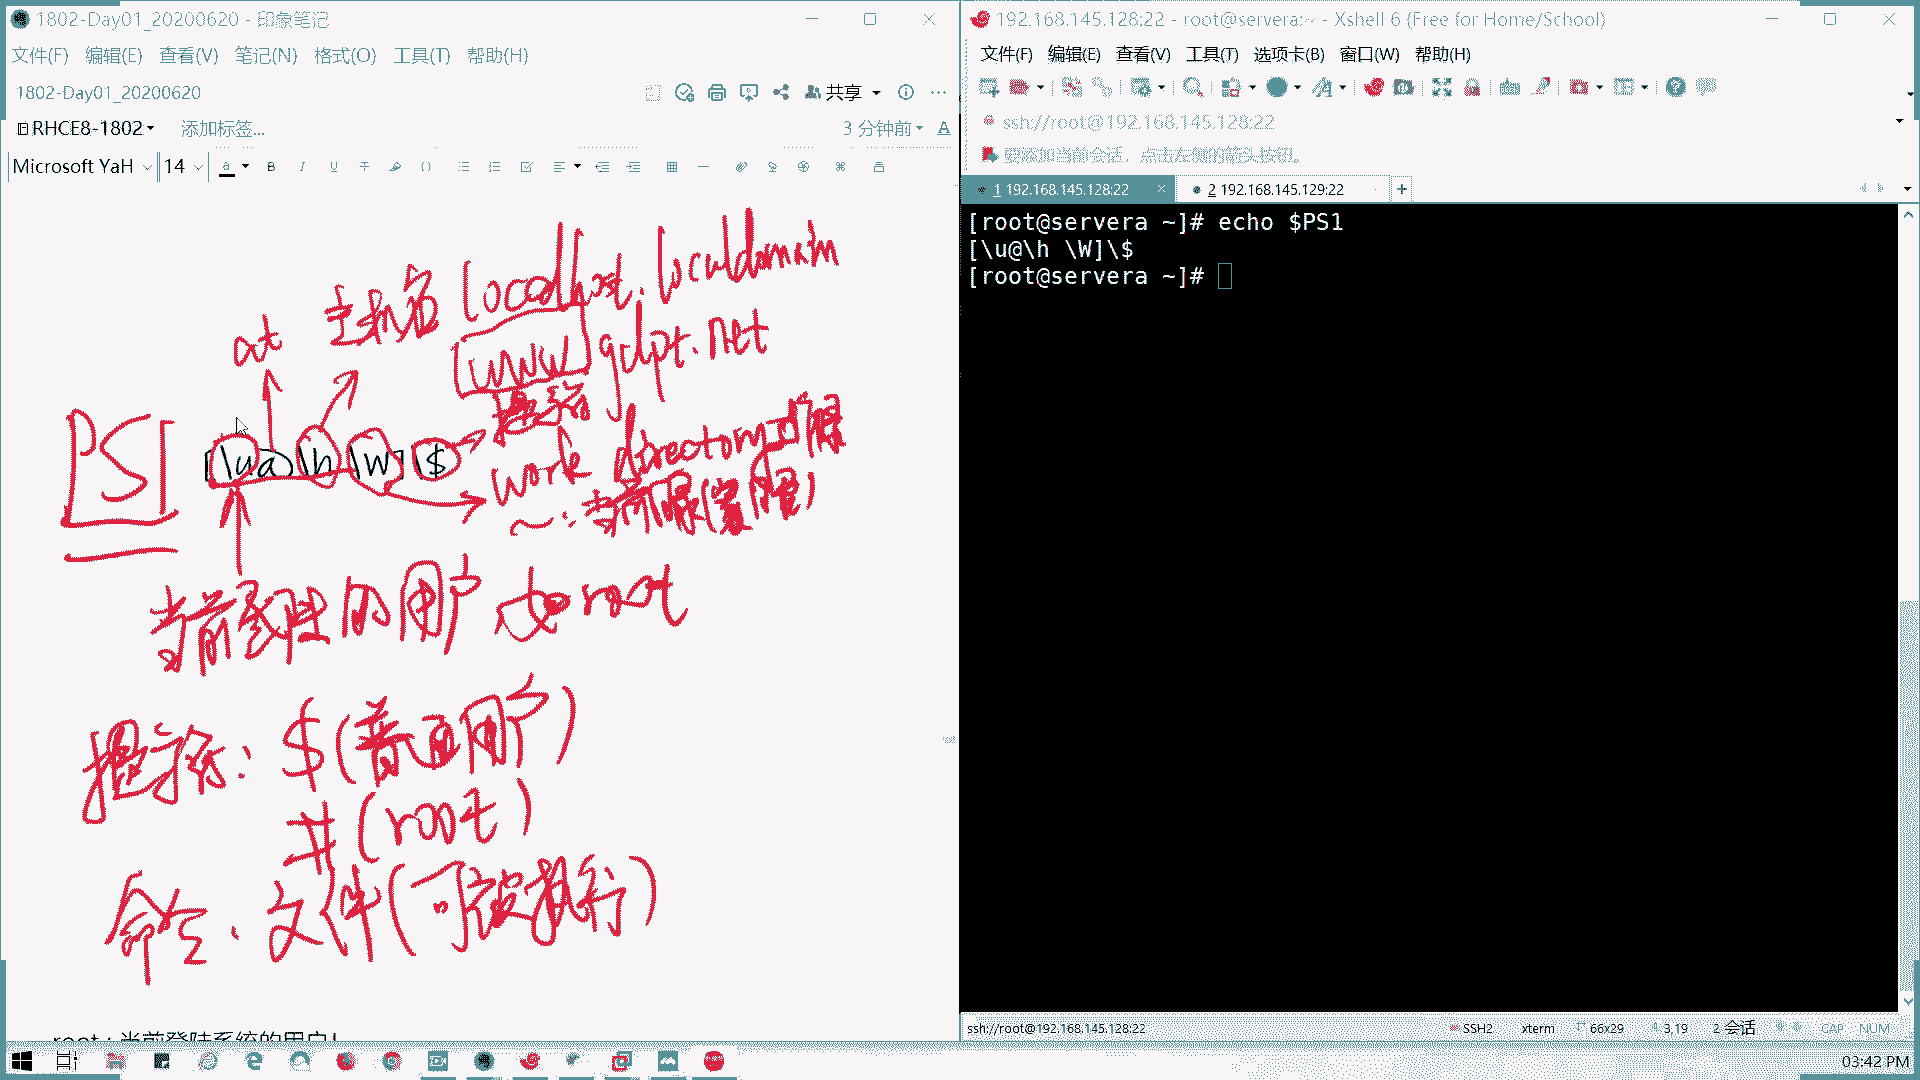 1802-Day01_20200620 - 印象笔记
文件(F) 编辑(E) 查看(V) 笔记(N) 格式(O) 工具(T) 帮助(H)
1802-Day01_20200620
共享
RHCE8-1802
添加标签...
3 分钟前
Microsoft YaH
14
at
主机名 localhost.localdomain
www gclpt.net
提示符
PS1
[\u@\h \W]\$
work directory 工作目录
~: 当前目录(家目录)
当前登陆的用户 root
提示符: $(普通用户)
#(root)
命令: 文件(可被执行)
root : 当前登陆系统的用户!
192.168.145.128:22 - root@servera:~ - Xshell 6 (Free for Home/School)
文件(F) 编辑(E) 查看(V) 工具(T) 选项卡(B) 窗口(W) 帮助(H)
ssh://root@192.168.145.128:22
要添加当前会话，点击左侧的箭头按钮。
1 192.168.145.128:22
2 192.168.145.129:22
[root@servera ~]# echo $PS1
[\u@\h \W]\$
[root@servera ~]#
ssh://root@192.168.145.128:22
SSH2
xterm
66x29
3,19
2 会话
CAP
NUM
03:42 PM